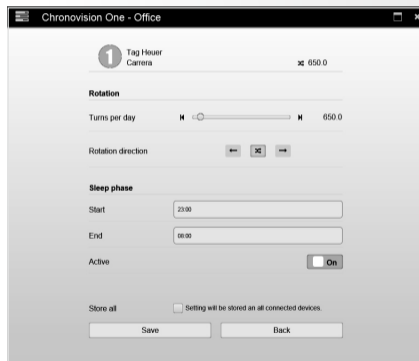 Chronovision One - Office
1
Tag Heuer
Carrera
650.0
Rotation
Turns per day
650.0
Rotation direction
Sleep phase
Start
23:00
End
08:00
Active
On
Store all
Setting will be stored an all connected devices.
Save
Back